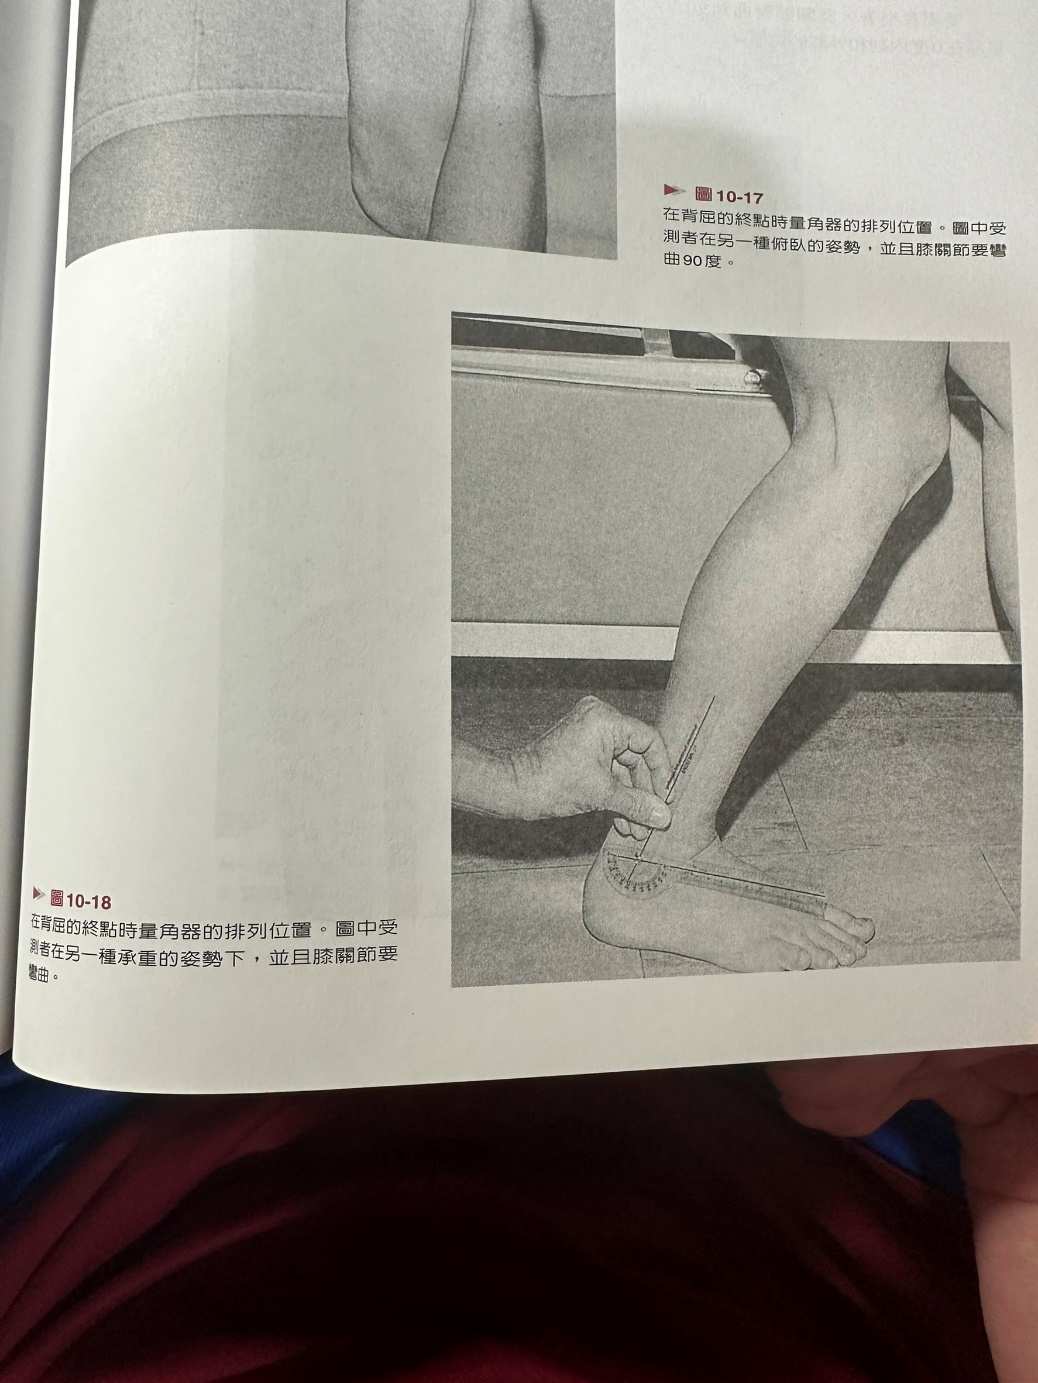 圖10-17
在背屈的終點時量角器的排列位置。圖中受
測者在另一種俯臥的姿勢，並且膝關節要彎
曲90度。
圖10-18
在背屈的終點時量角器的排列位置。圖中受
測者在另一種承重的姿勢下，並且膝關節要
彎曲。